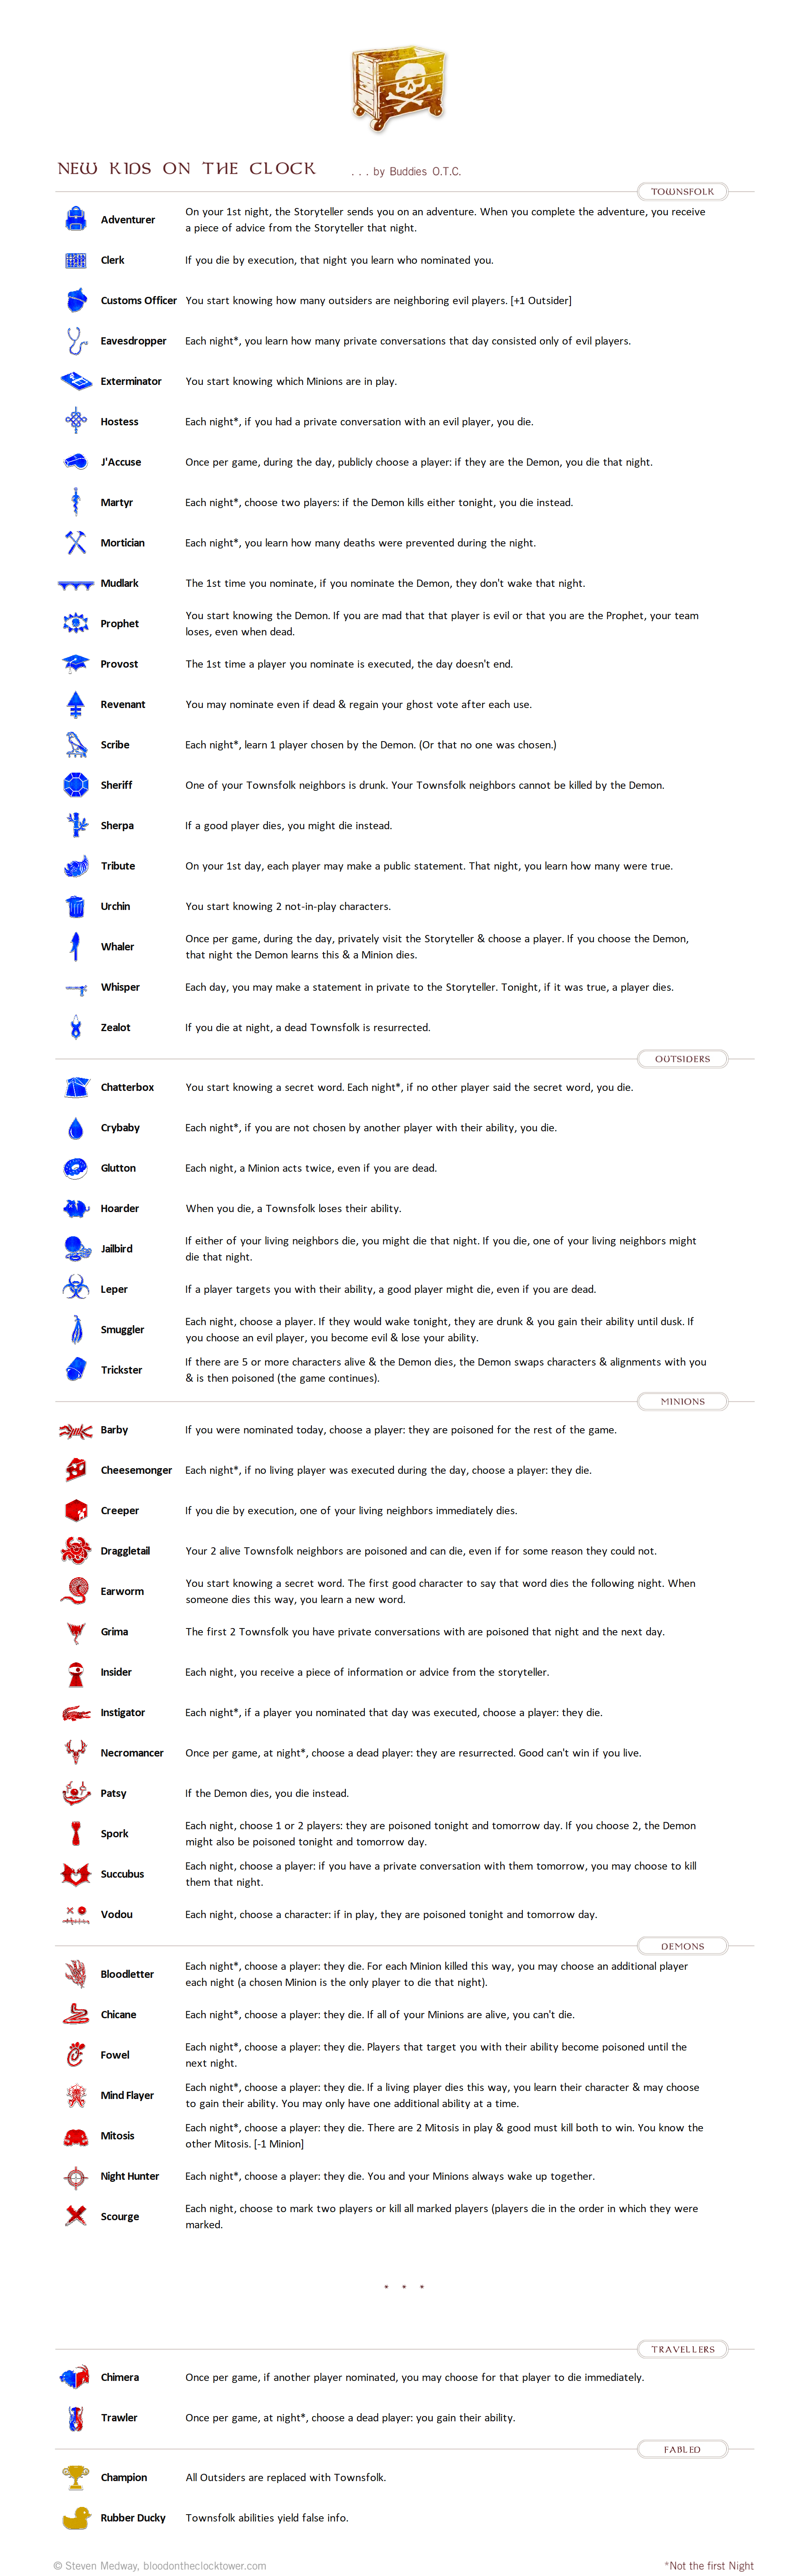 NEW KIDS ON THE CLOCK . . . by Buddies O.T.C.
TOWNSFOLK
Adventurer On your 1st night, the Storyteller sends you on an adventure. When you complete the adventure, you receive
a piece of advice from the Storyteller that night.
Clerk If you die by execution, that night you learn who nominated you.
Customs Officer You start knowing how many outsiders are neighboring evil players. [+1 Outsider]
Eavesdropper Each night*, you learn how many private conversations that day consisted only of evil players.
Exterminator You start knowing which Minions are in play.
Hostess Each night*, if you had a private conversation with an evil player, you die.
J'Accuse Once per game, during the day, publicly choose a player: if they are the Demon, you die that night.
Martyr Each night*, choose two players: if the Demon kills either tonight, you die instead.
Mortician Each night*, you learn how many deaths were prevented during the night.
Mudlark The 1st time you nominate, if you nominate the Demon, they don't wake that night.
Prophet You start knowing the Demon. If you are mad that that player is evil or that you are the Prophet, your team
loses, even when dead.
Provost The 1st time a player you nominate is executed, the day doesn't end.
Revenant You may nominate even if dead & regain your ghost vote after each use.
Scribe Each night*, learn 1 player chosen by the Demon. (Or that no one was chosen.)
Sheriff One of your Townsfolk neighbors is drunk. Your Townsfolk neighbors cannot be killed by the Demon.
Sherpa If a good player dies, you might die instead.
Tribute On your 1st day, each player may make a public statement. That night, you learn how many were true.
Urchin You start knowing 2 not-in-play characters.
Whaler Once per game, during the day, privately visit the Storyteller & choose a player. If you choose the Demon,
that night the Demon learns this & a Minion dies.
Whisper Each day, you may make a statement in private to the Storyteller. Tonight, if it was true, a player dies.
Zealot If you die at night, a dead Townsfolk is resurrected.
OUTSIDERS
Chatterbox You start knowing a secret word. Each night*, if no other player said the secret word, you die.
Crybaby Each night*, if you are not chosen by another player with their ability, you die.
Glutton Each night, a Minion acts twice, even if you are dead.
Hoarder When you die, a Townsfolk loses their ability.
Jailbird If either of your living neighbors die, you might die that night. If you die, one of your living neighbors might
die that night.
Leper If a player targets you with their ability, a good player might die, even if you are dead.
Smuggler Each night, choose a player. If they would wake tonight, they are drunk & you gain their ability until dusk. If
you choose an evil player, you become evil & lose your ability.
Trickster If there are 5 or more characters alive & the Demon dies, the Demon swaps characters & alignments with you
& is then poisoned (the game continues).
MINIONS
Barby If you were nominated today, choose a player: they are poisoned for the rest of the game.
Cheesemonger Each night*, if no living player was executed during the day, choose a player: they die.
Creeper If you die by execution, one of your living neighbors immediately dies.
Draggletail Your 2 alive Townsfolk neighbors are poisoned and can die, even if for some reason they could not.
Earworm You start knowing a secret word. The first good character to say that word dies the following night. When
someone dies this way, you learn a new word.
Grima The first 2 Townsfolk you have private conversations with are poisoned that night and the next day.
Insider Each night, you receive a piece of information or advice from the storyteller.
Instigator Each night*, if a player you nominated that day was executed, choose a player: they die.
Necromancer Once per game, at night*, choose a dead player: they are resurrected. Good can't win if you live.
Patsy If the Demon dies, you die instead.
Spork Each night, choose 1 or 2 players: they are poisoned tonight and tomorrow day. If you choose 2, the Demon
might also be poisoned tonight and tomorrow day.
Succubus Each night, choose a player: if you have a private conversation with them tomorrow, you may choose to kill
them that night.
Vodou Each night, choose a character: if in play, they are poisoned tonight and tomorrow day.
DEMONS
Bloodletter Each night*, choose a player: they die. For each Minion killed this way, you may choose an additional player
each night (a chosen Minion is the only player to die that night).
Chicane Each night*, choose a player: they die. If all of your Minions are alive, you can't die.
Fowel Each night*, choose a player: they die. Players that target you with their ability become poisoned until the
next night.
Mind Flayer Each night*, choose a player: they die. If a living player dies this way, you learn their character & may choose
to gain their ability. You may only have one additional ability at a time.
Mitosis Each night*, choose a player: they die. There are 2 Mitosis in play & good must kill both to win. You know the
other Mitosis. [-1 Minion]
Night Hunter Each night*, choose a player: they die. You and your Minions always wake up together.
Scourge Each night, choose to mark two players or kill all marked players (players die in the order in which they were
marked.
* * *
TRAVELLERS
Chimera Once per game, if another player nominated, you may choose for that player to die immediately.
Trawler Once per game, at night*, choose a dead player: you gain their ability.
FABLED
Champion All Outsiders are replaced with Townsfolk.
Rubber Ducky Townsfolk abilities yield false info.
© Steven Medway, bloodontheclocktower.com *Not the first Night